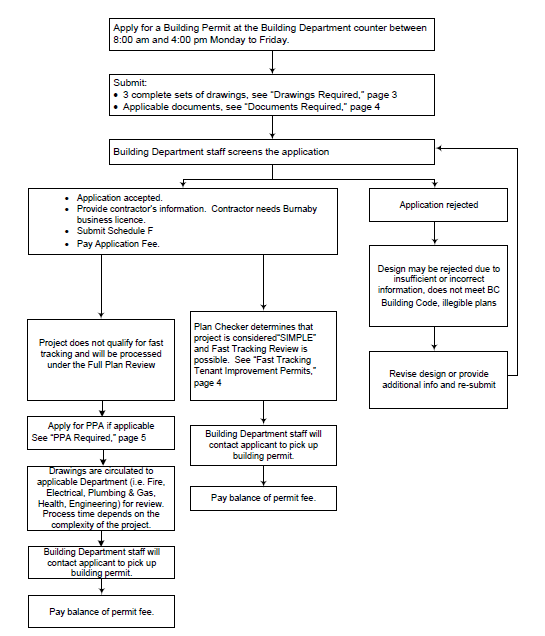 Apply for a Building Permit at the Building Department counter between
8:00 am and 4:00 pm Monday to Friday.
Submit:
• 3 complete sets of drawings, see "Drawings Required," page 3
• Applicable documents, see "Documents Required," page 4
Building Department staff screens the application
• Application accepted.
• Provide contractor's information. Contractor needs Burnaby
business licence.
• Submit Schedule F
• Pay Application Fee.
Application rejected
Design may be rejected due to
insufficient or incorrect
information, does not meet BC
Building Code, illegible plans
Revise design or provide
additional info and re-submit
Project does not qualify for fast
tracking and will be processed
under the Full Plan Review
Apply for PPA if applicable
See "PPA Required," page 5
Drawings are circulated to
applicable Department (i.e. Fire,
Electrical, Plumbing & Gas,
Health, Engineering) for review.
Process time depends on the
complexity of the project.
Building Department staff will
contact applicant to pick up
building permit.
Pay balance of permit fee.
Plan Checker determines that
project is considered"SIMPLE"
and Fast Tracking Review is
possible. See "Fast Tracking
Tenant Improvement Permits,"
page 4
Building Department staff will
contact applicant to pick up
building permit.
Pay balance of permit fee.